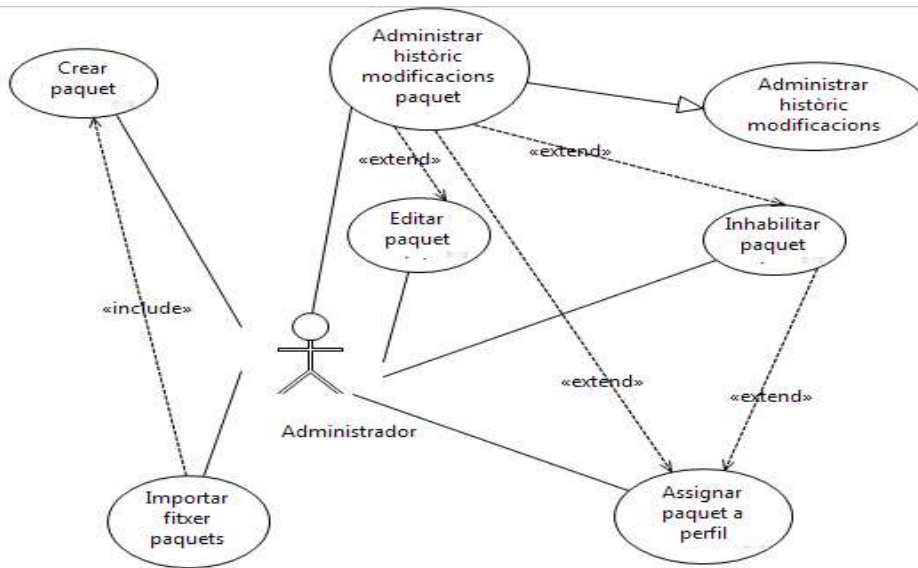 Crear
paquet
Administrar
històric
modificacions
paquet
Administrar
històric
modificacions
«extend»
«extend»
Editar
paquet
Inhabilitar
paquet
«include»
«extend»
«extend»
Administrador
Importar
fitxer
paquets
Assignar
paquet a
perfil